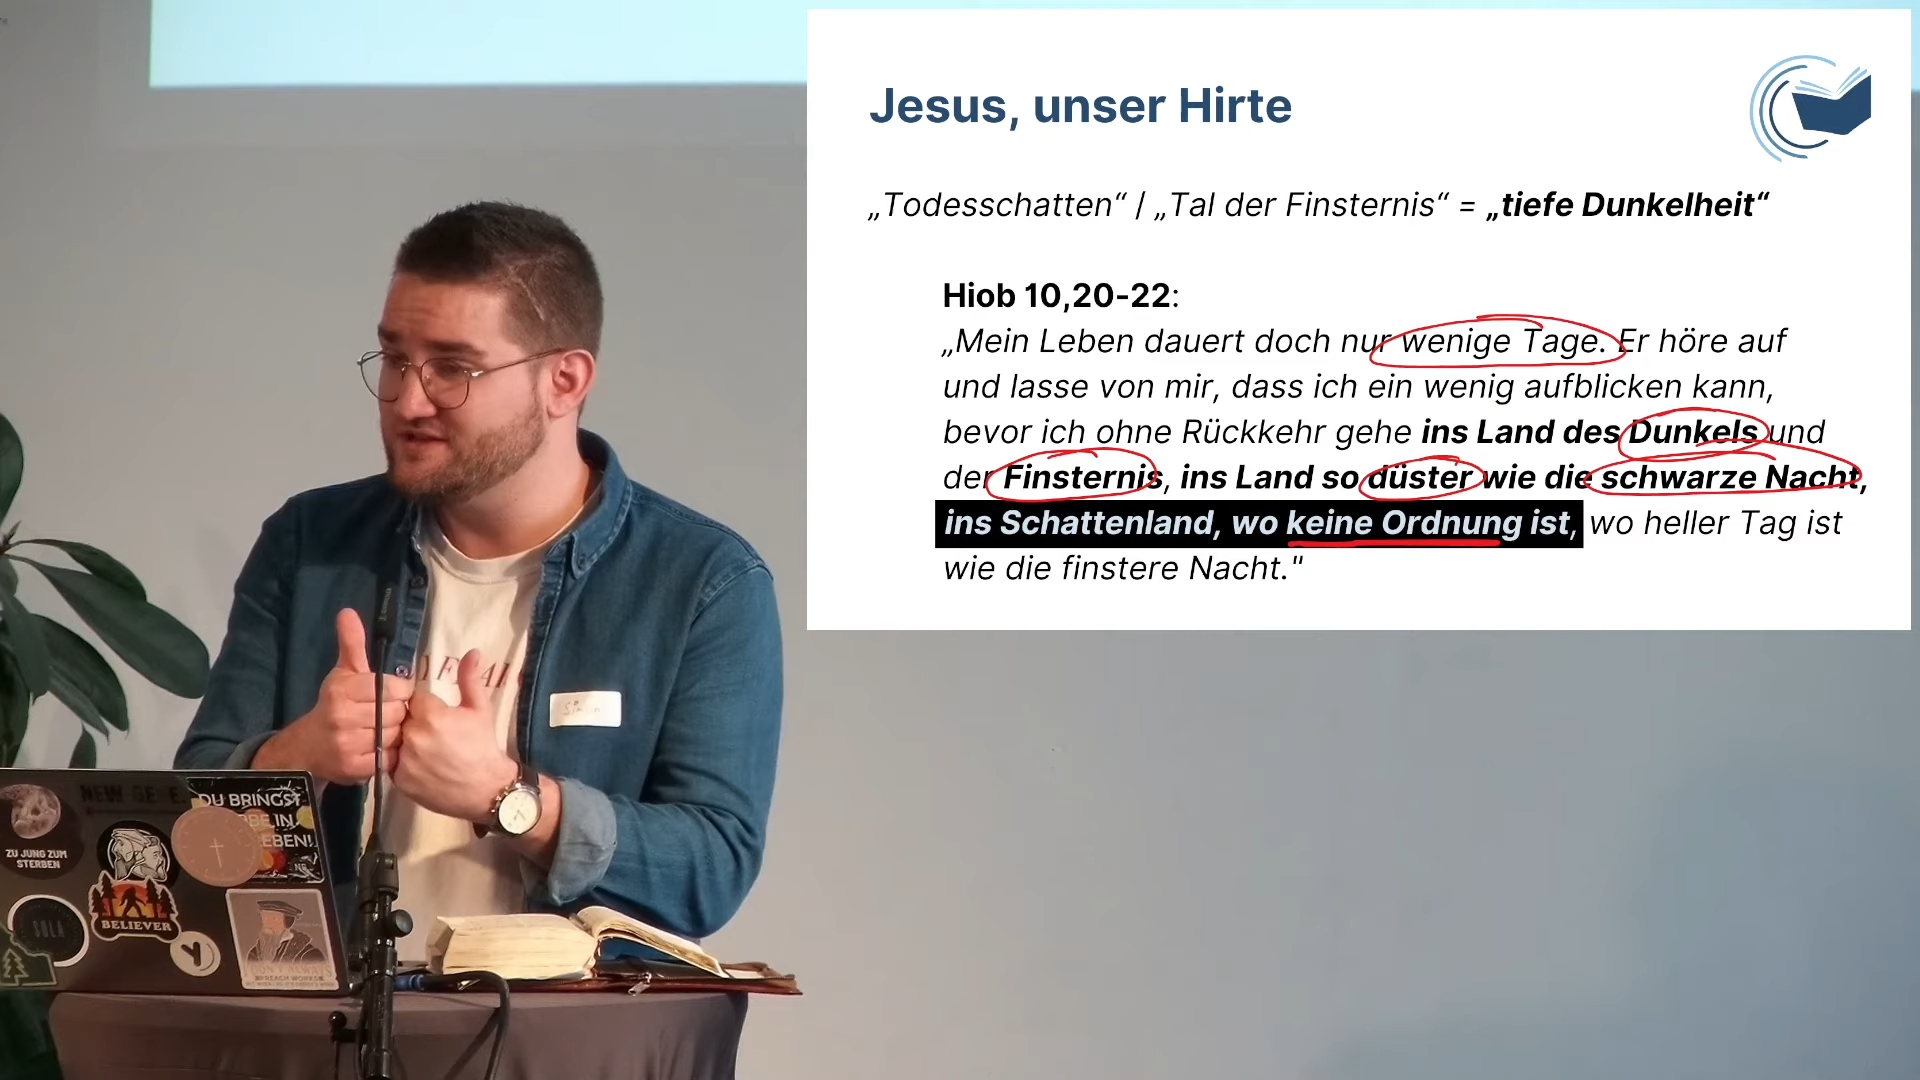 Jesus, unser Hirte
„Todesschatten“ / „Tal der Finsternis“ = „tiefe Dunkelheit“
Hiob 10,20-22:
„Mein Leben dauert doch nur wenige Tage. Er höre auf
und lasse von mir, dass ich ein wenig aufblicken kann,
bevor ich ohne Rückkehr gehe ins Land des Dunkels und
der Finsternis, ins Land so düster wie die schwarze Nacht,
ins Schattenland, wo keine Ordnung ist, wo heller Tag ist
wie die finstere Nacht."
DU BRINGST
IN
EBEN!
ZU JUNG ZUM
STERBEN
BELIEVER
SOLA
Y